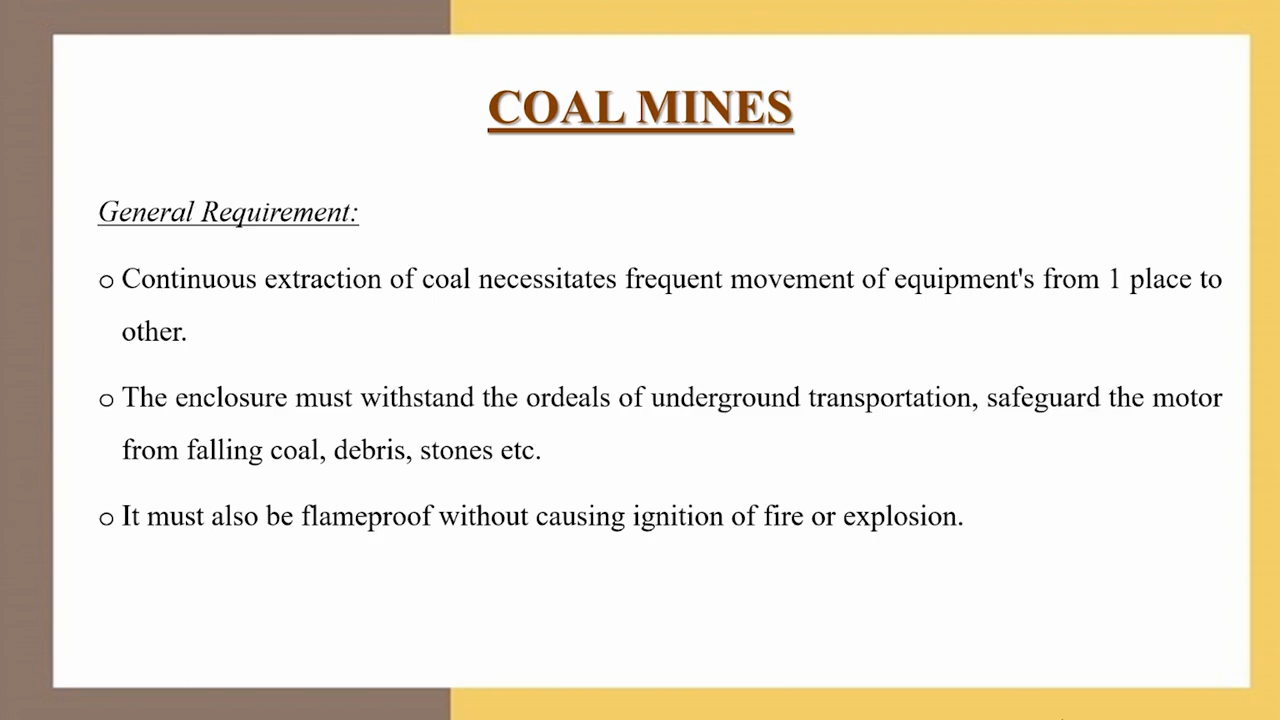 COAL MINES
General Requirement:
o Continuous extraction of coal necessitates frequent movement of equipment's from 1 place to
other.
o The enclosure must withstand the ordeals of underground transportation, safeguard the motor
from falling coal, debris, stones etc.
o It must also be flameproof without causing ignition of fire or explosion.